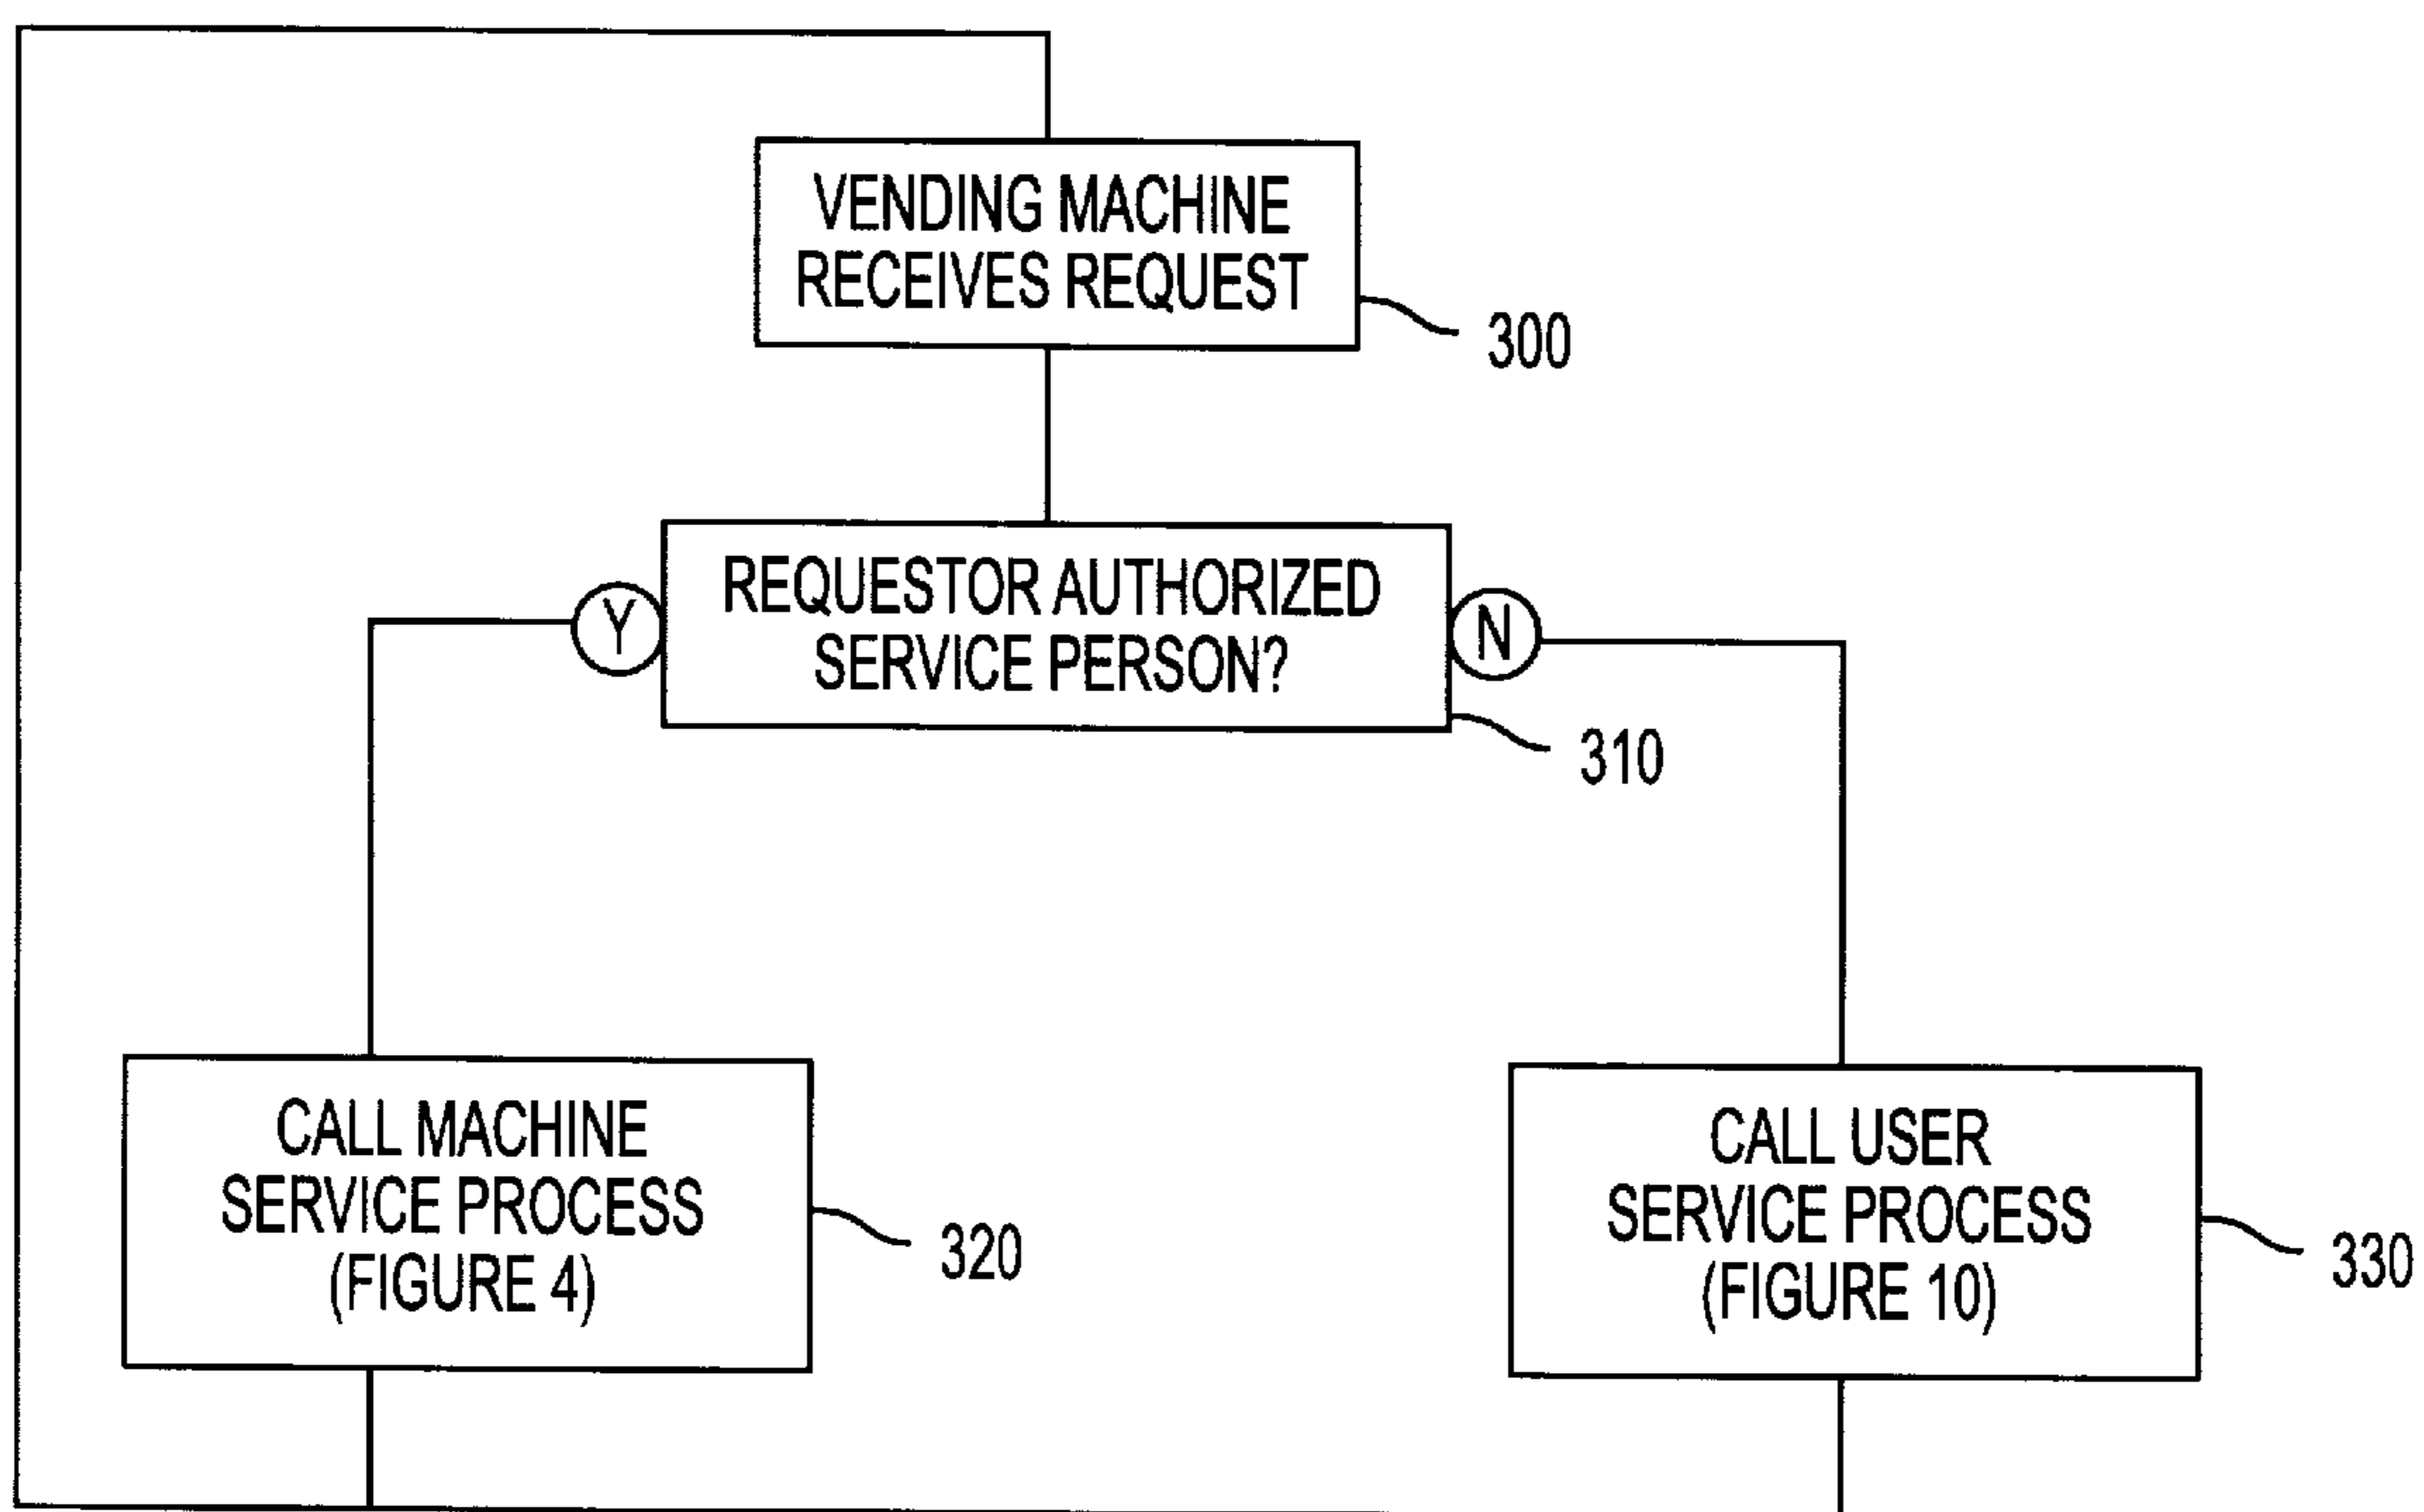 VENDING MACHINE
RECEIVES REQUEST
300
REQUESTOR AUTHORIZED
SERVICE PERSON?
Y
N
310
CALL MACHINE
SERVICE PROCESS
(FIGURE 4)
320
CALL USER
SERVICE PROCESS
(FIGURE 10)
330